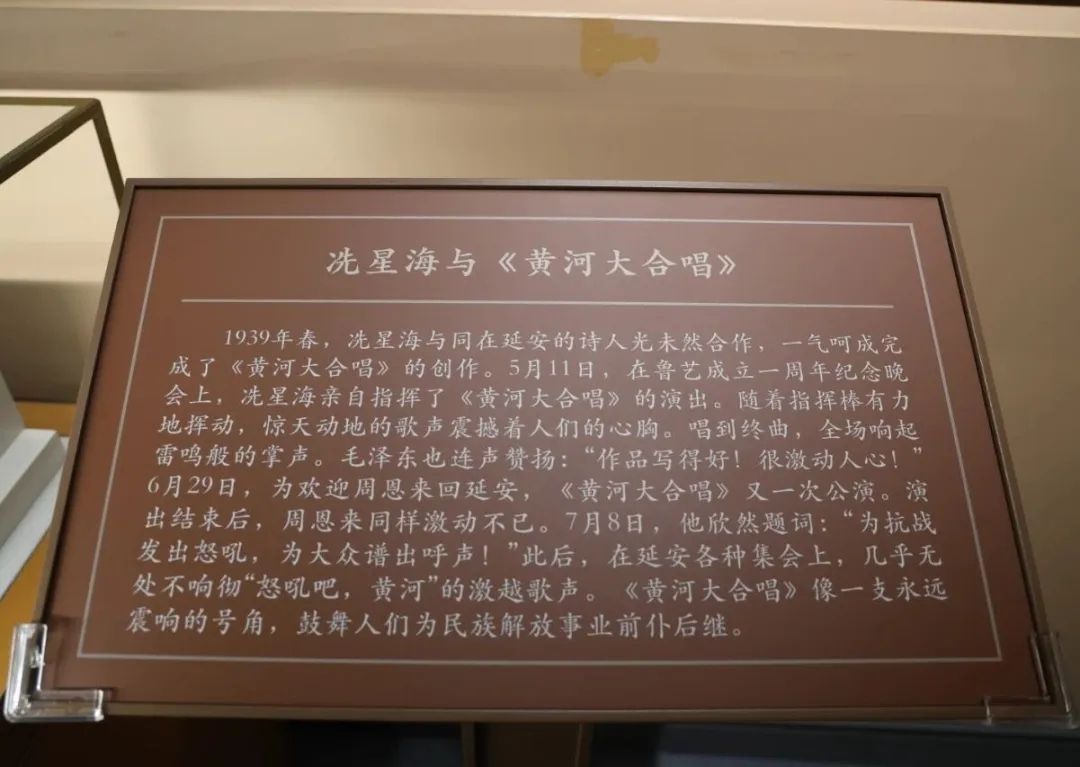 冼星海与《黄河大合唱》
1939年春，冼星海与同在延安的诗人光未然合作，一气呵成完
成了《黄河大合唱》的创作。5月11日，在鲁艺成立一周年纪念晚
会上，冼星海亲自指挥了《黄河大合唱》的演出。随着指挥棒有力
地挥动，惊天动地的歌声震撼着人们的心胸。唱到终曲，全场响起
雷鸣般的掌声。毛泽东也连声赞扬：“作品写得好！很激动人心！”
6月29日，为欢迎周恩来回延安，《黄河大合唱》又一次公演。演
出结束后，周恩来同样激动不已。7月8日，他欣然题词：“为抗战
发出怒吼，为大众谱出呼声！”此后，在延安各种集会上，几乎无
处不响彻“怒吼吧，黄河”的激越歌声。《黄河大合唱》像一支永远
震响的号角，鼓舞人们为民族解放事业前仆后继。